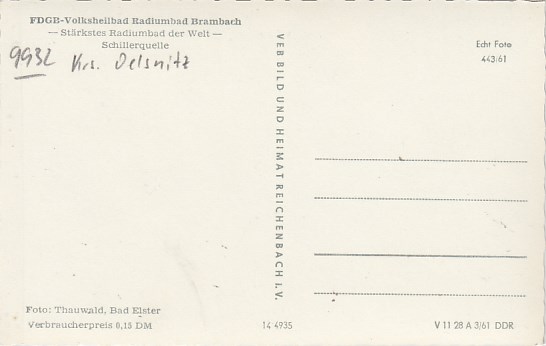 FDGB-Volksheilbad Radiumbad Brambach
— Stärkstes Radiumbad der Welt —
Schillerquelle
9932 Krs. Oelsnitz
Foto: Thauwald, Bad Elster
Verbraucherpreis 0,15 DM
VEB BILD UND HEIMAT REICHENBACH I. V.
14 4935
Echt Foto
443/61
V 11 28 A 3/61 DDR